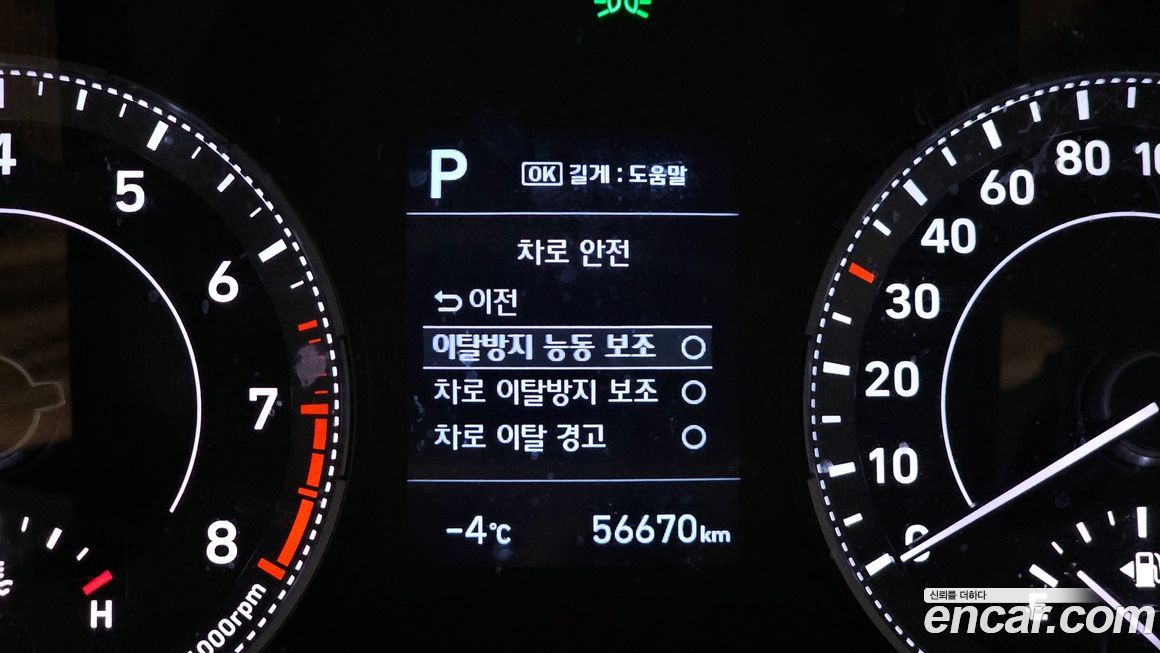 P
OK 길게 : 도움말
차로 안전
이전
이탈방지 능동 보조
차로 이탈방지 보조
차로 이탈 경고
-4℃
56670km
4
5
6
7
8
H
1000rpm
0
10
20
30
40
60
80
E
신뢰를 더하다
encar.com